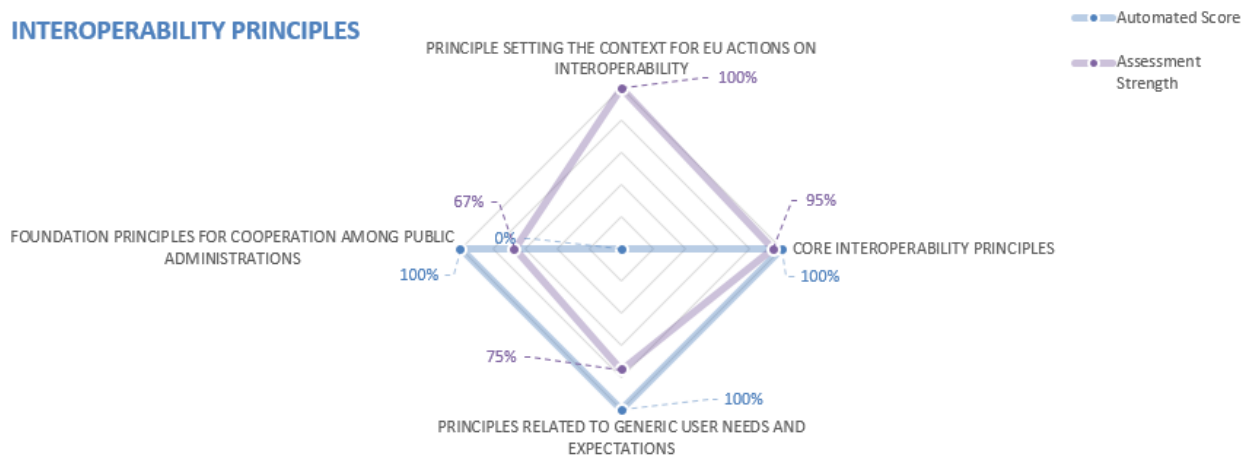 INTEROPERABILITY PRINCIPLES
Automated Score
Assessment
Strength
PRINCIPLE SETTING THE CONTEXT FOR EU ACTIONS ON
INTEROPERABILITY
100%
67%
95%
0%
FOUNDATION PRINCIPLES FOR COOPERATION AMONG PUBLIC
ADMINISTRATIONS
CORE INTEROPERABILITY PRINCIPLES
100%
100%
75%
100%
PRINCIPLES RELATED TO GENERIC USER NEEDS AND
EXPECTATIONS